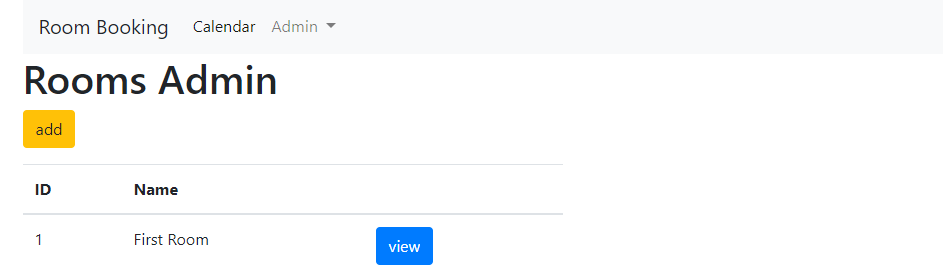 Room Booking Calendar Admin
Rooms Admin
add
ID Name
1 First Room view